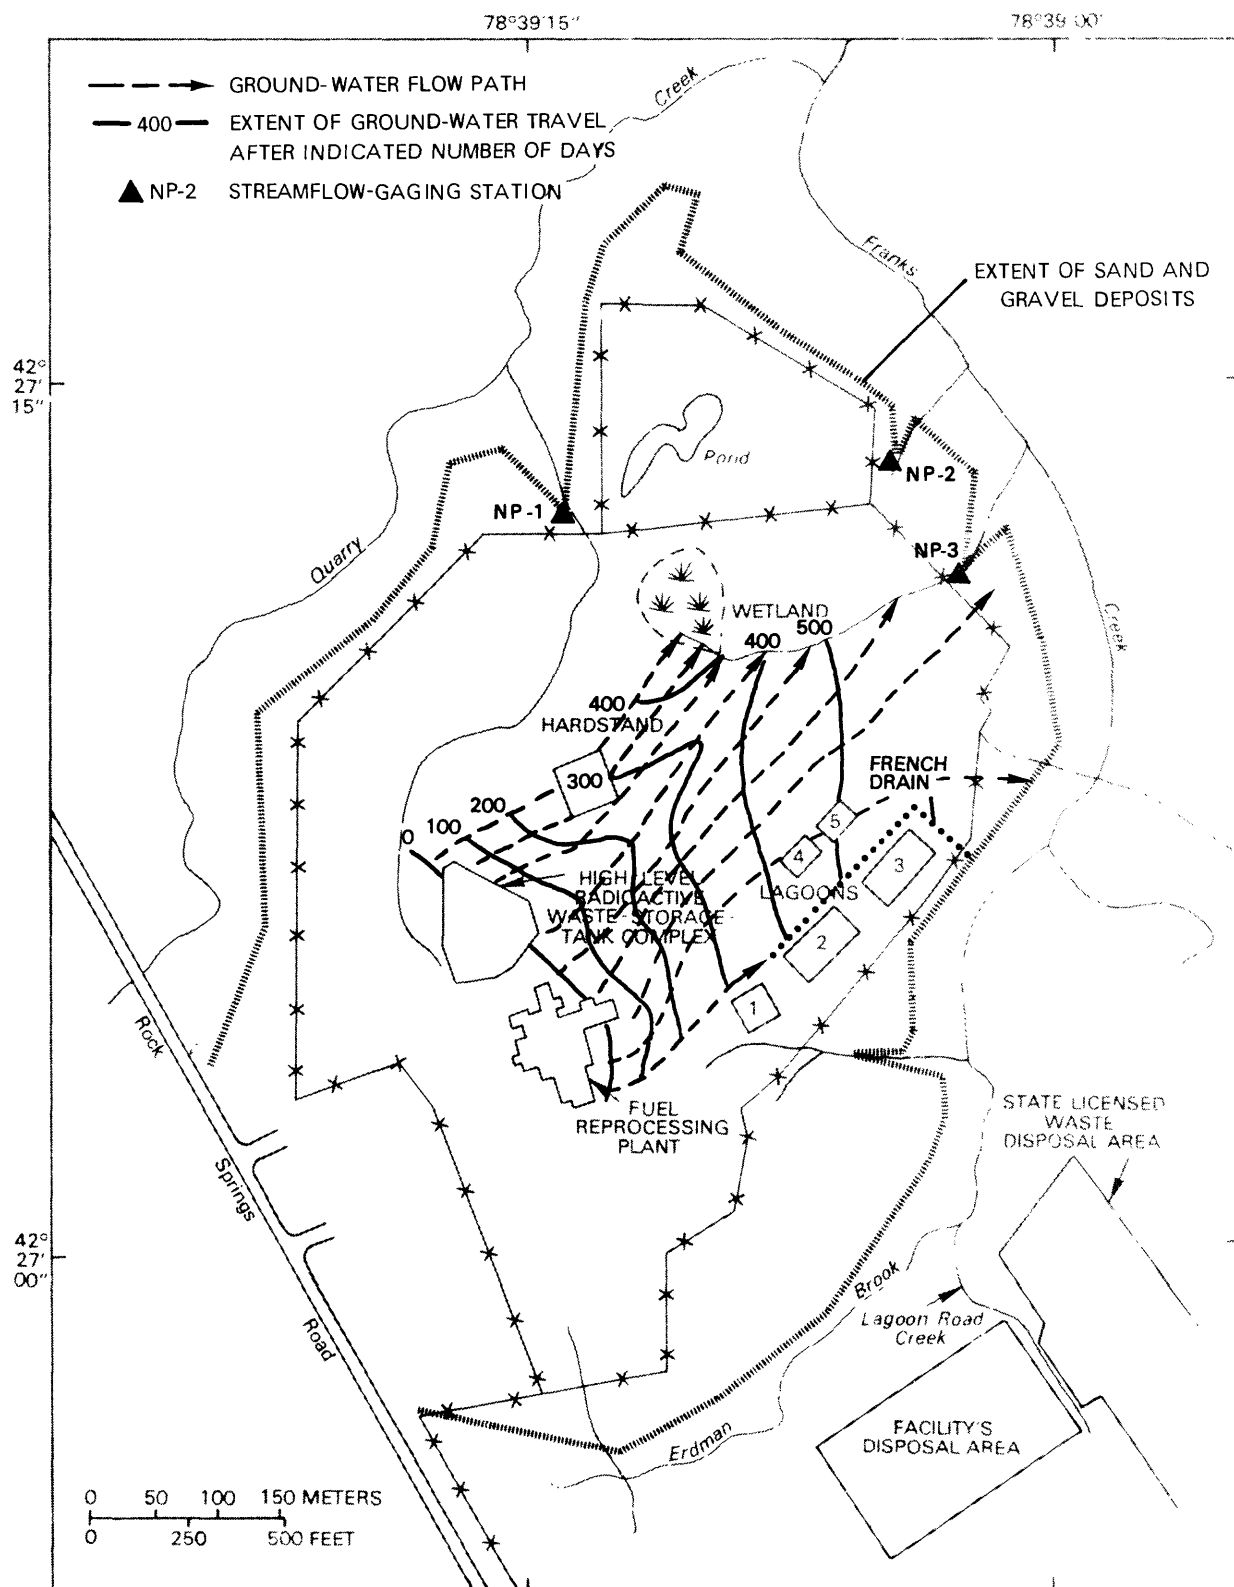 78°39'15"
78°39'00'
GROUND-WATER FLOW PATH
400
EXTENT OF GROUND-WATER TRAVEL
AFTER INDICATED NUMBER OF DAYS
NP-2
STREAMFLOW-GAGING STATION
Creek
Franks
EXTENT OF SAND AND
GRAVEL DEPOSITS
42°
27'
15"
Pond
NP-2
NP-1
NP-3
Quarry
WETLAND
Creek
500
400
400
HARDSTAND
300
FRENCH
DRAIN
200
100
0
5
4
3
HIGH-LEVEL
RADIOACTIVE
WASTE-STORAGE-
TANK COMPLEX
LAGOONS
2
1
Rock
Springs
Road
FUEL
REPROCESSING
PLANT
STATE LICENSED
WASTE
DISPOSAL AREA
42°
27'
00"
Brook
Lagoon Road
Creek
Erdman
FACILITY'S
DISPOSAL AREA
0 50 100 150 METERS
0 250 500 FEET